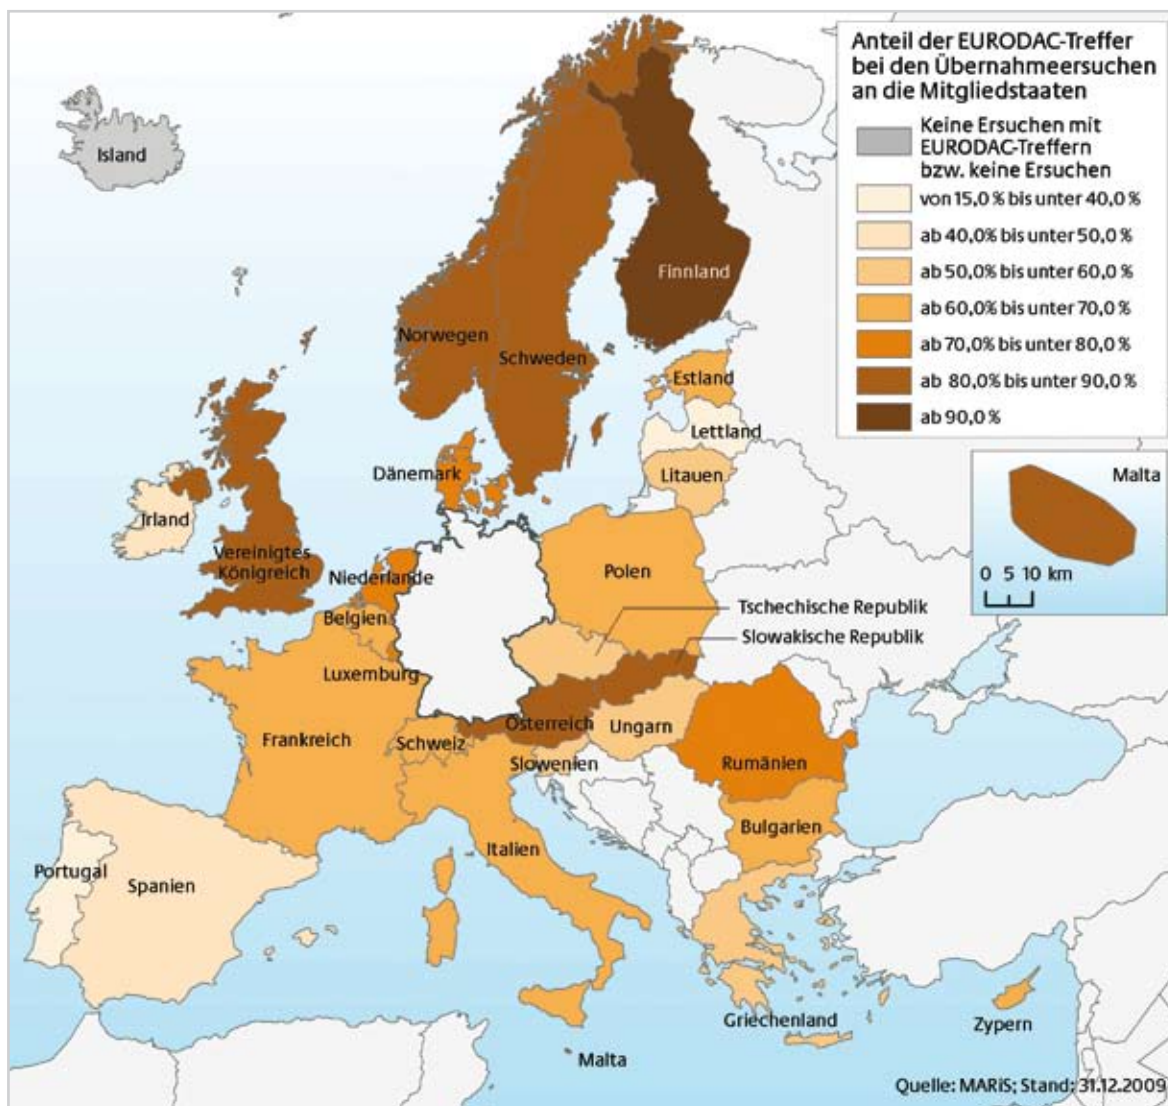 Anteil der EURODAC-Treffer
bei den Übernahmeersuchen
an die Mitgliedstaaten
Keine Ersuchen mit
EURODAC-Treffern
bzw. keine Ersuchen
von 15,0 % bis unter 40,0 %
ab 40,0% bis unter 50,0 %
ab 50,0% bis unter 60,0 %
ab 60,0% bis unter 70,0 %
ab 70,0% bis unter 80,0 %
ab 80,0% bis unter 90,0 %
ab 90,0 %
Island
Finnland
Norwegen
Schweden
Estland
Lettland
Litauen
Dänemark
Malta
0 5 10 km
Irland
Vereinigtes
Königreich
Niederlande
Belgien
Polen
Tschechische Republik
Slowakische Republik
Luxemburg
Frankreich
Schweiz
Österreich
Ungarn
Slowenien
Rumänien
Bulgarien
Italien
Portugal
Spanien
Griechenland
Zypern
Malta
Quelle: MARiS; Stand: 31.12.2009